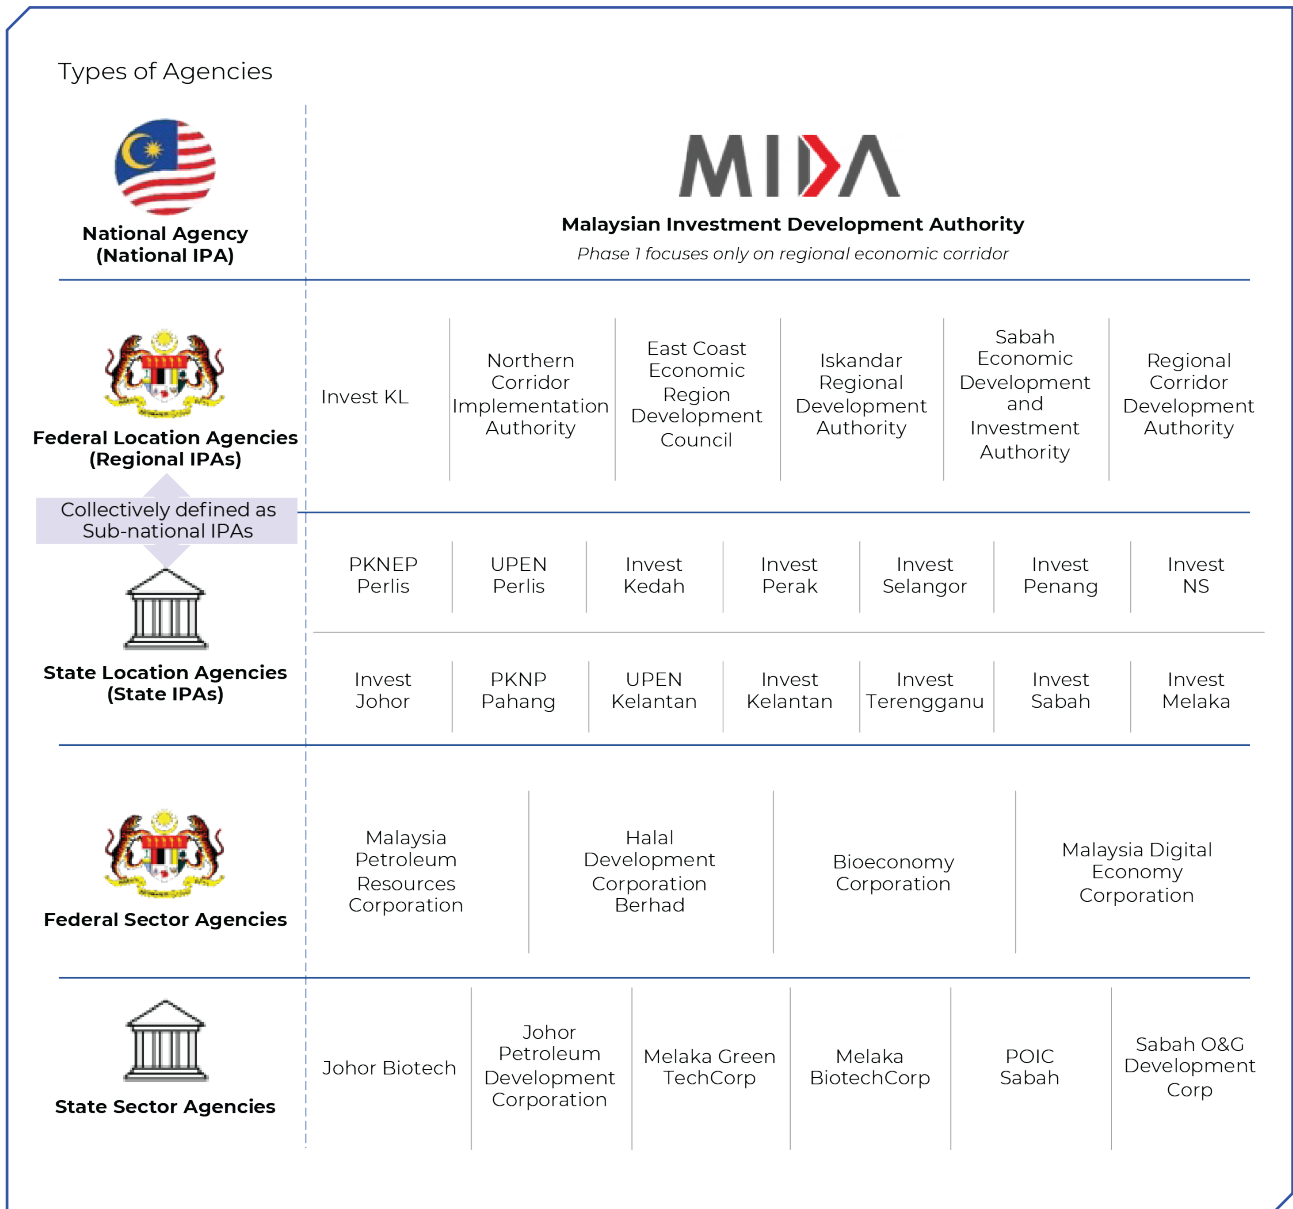 Types of Agencies
MIDA
National Agency
(National IPA)
Malaysian Investment Development Authority
Phase 1 focuses only on regional economic corridor
Federal Location Agencies
(Regional IPAs)
Invest KL
Northern
Corridor
Implementation
Authority
East Coast
Economic
Region
Development
Council
Iskandar
Regional
Development
Authority
Sabah
Economic
Development
and
Investment
Authority
Regional
Corridor
Development
Authority
Collectively defined as
Sub-national IPAs
State Location Agencies
(State IPAs)
PKNEP
Perlis
UPEN
Perlis
Invest
Kedah
Invest
Perak
Invest
Selangor
Invest
Penang
Invest
NS
Invest
Johor
PKNP
Pahang
UPEN
Kelantan
Invest
Kelantan
Invest
Terengganu
Invest
Sabah
Invest
Melaka
Federal Sector Agencies
Malaysia
Petroleum
Resources
Corporation
Halal
Development
Corporation
Berhad
Bioeconomy
Corporation
Malaysia Digital
Economy
Corporation
State Sector Agencies
Johor Biotech
Johor
Petroleum
Development
Corporation
Melaka Green
TechCorp
Melaka
BiotechCorp
POIC
Sabah
Sabah O&G
Development
Corp